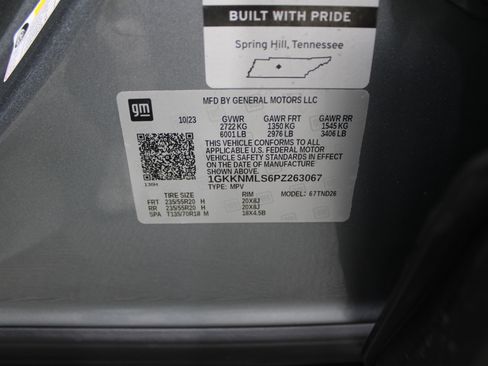 BUILT WITH PRIDE
Spring Hill, Tennessee
gm
MFD BY GENERAL MOTORS LLC
10/23 GVWR GAWR FRT GAWR RR
2722 KG 1350 KG 1545 KG
6001 LB 2976 LB 3406 LB
THIS VEHICLE CONFORMS TO ALL
APPLICABLE U.S. FEDERAL MOTOR
VEHICLE SAFETY STANDARDS IN EFFECT
ON THE DATE OF MANUFACTURE
SHOWN ABOVE.
1GKKNMLS6PZ263067
TYPE: MPV MODEL: 67TND26
TIRE SIZE RIM
FRT 235/55R20 H 20X8J
RR 235/55R20 H 20X8J
SPA T135/70R18 M 18X4.5B